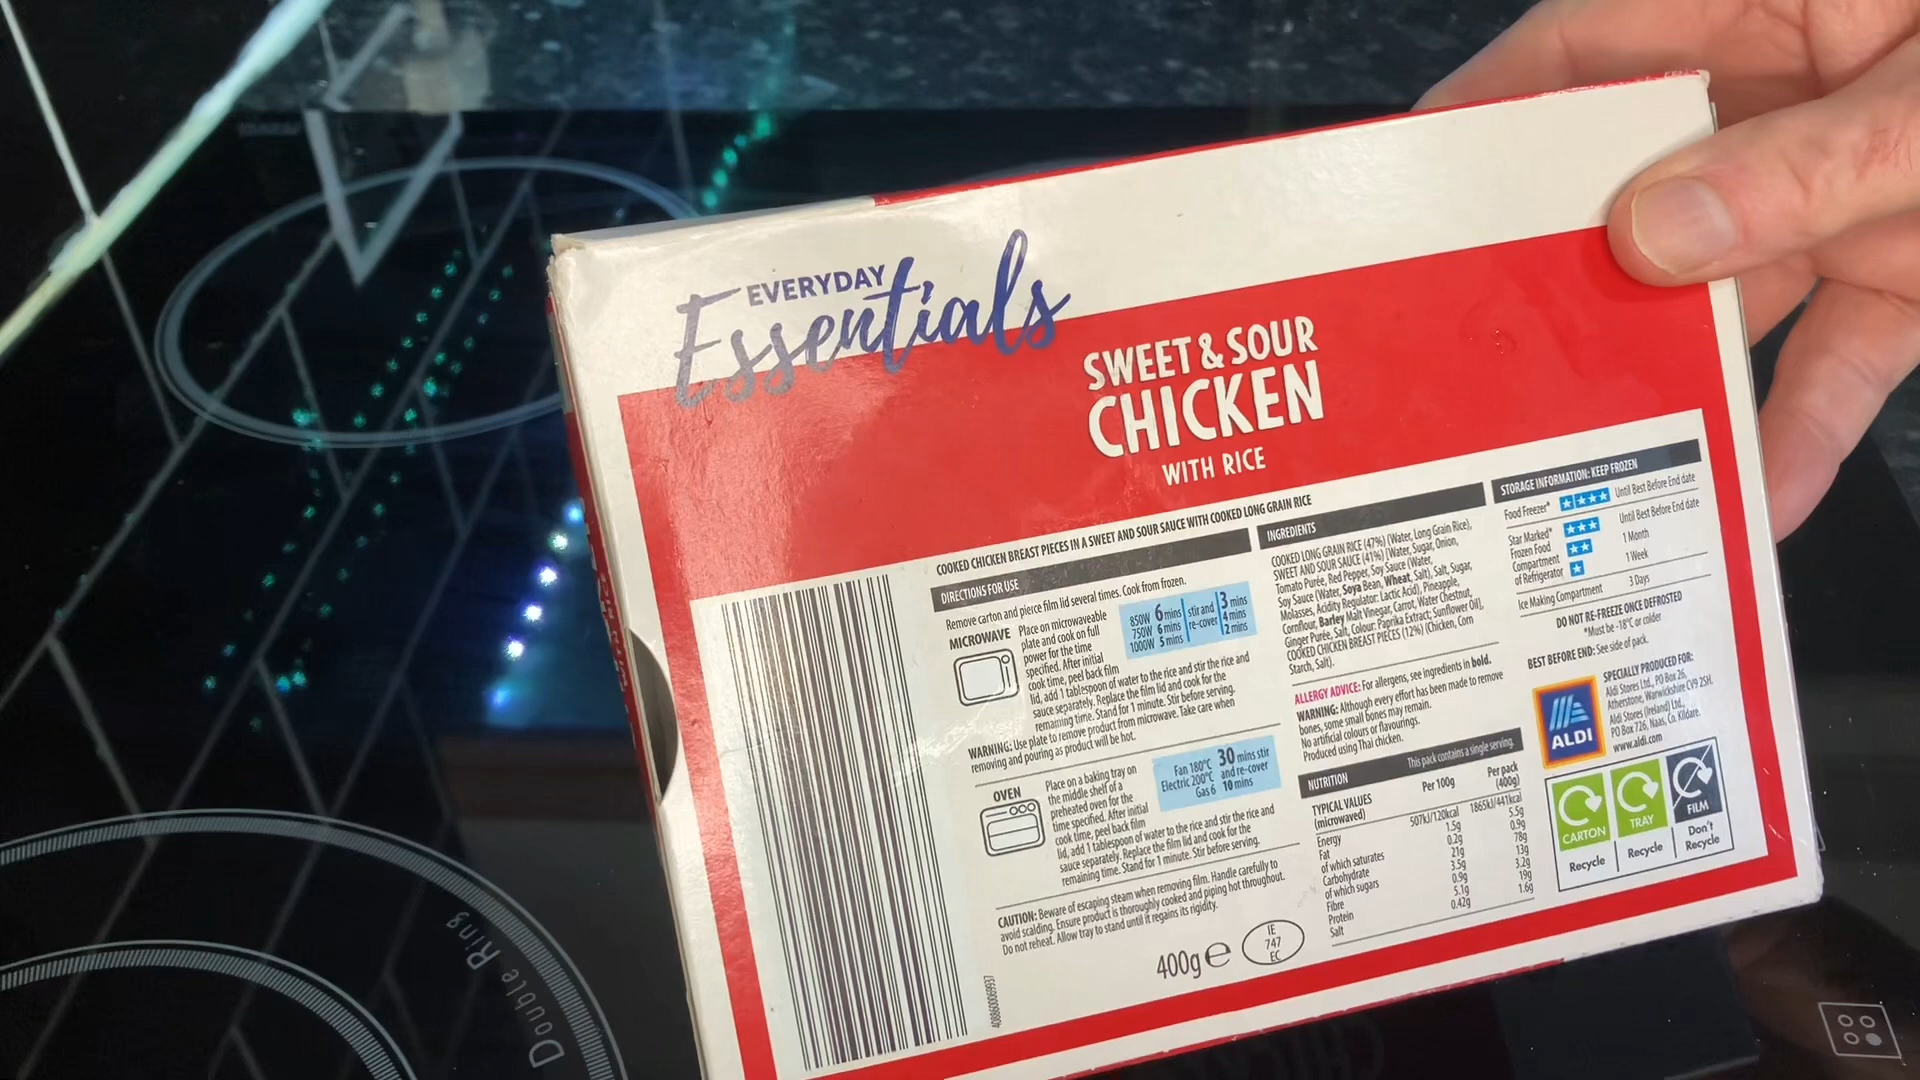 EVERYDAY
Essentials
SWEET & SOUR
CHICKEN
WITH RICE
COOKED CHICKEN BREAST PIECES IN A SWEET AND SOUR SAUCE WITH COOKED LONG GRAIN RICE
DIRECTIONS FOR USE
Remove carton and pierce film lid several times. Cook from frozen.
MICROWAVE
Place on microwaveable
plate and cook on full
power for the time
specified. After initial
cook time, peel back film
lid, add 1 tablespoon of water to the rice and stir the rice and
sauce separately. Replace the film lid and cook for the
remaining time. Stand for 1 minute. Stir before serving.
850W 6 mins stir and 3 mins
750W 6 mins re-cover 4 mins
1000W 5 mins 2 mins
WARNING: Use plate to remove product from microwave. Take care when
removing and pouring as product will be hot.
OVEN
Place on a baking tray on
the middle shelf of a
preheated oven for the
time specified. After initial
cook time, peel back film
lid, add 1 tablespoon of water to the rice and stir the rice and
sauce separately. Replace the film lid and cook for the
remaining time. Stand for 1 minute. Stir before serving.
Fan 180°C 30 mins stir
Electric 200°C and re-cover
Gas 6 10 mins
CAUTION: Beware of escaping steam when removing film. Handle carefully to
avoid scalding. Ensure product is thoroughly cooked and piping hot throughout.
Do not reheat. Allow tray to stand until it regains its rigidity.
400g e
IE
747
EC
INGREDIENTS
COOKED LONG GRAIN RICE (47%) (Water, Long Grain Rice),
SWEET AND SOUR SAUCE (41%) [Water, Sugar, Onion,
Tomato Purée, Red Pepper, Soy Sauce (Water,
Soy Sauce (Water, Soya Bean, Wheat, Salt), Salt, Sugar,
Molasses, Acidity Regulator: Lactic Acid), Pineapple,
Cornflour, Barley Malt Vinegar, Carrot, Water Chestnut,
Ginger Purée, Salt, Colour: Paprika Extract; Sunflower Oil],
COOKED CHICKEN BREAST PIECES (12%) (Chicken, Corn
Starch, Salt).
ALLERGY ADVICE: For allergens, see ingredients in bold.
WARNING: Although every effort has been made to remove
bones, some small bones may remain.
No artificial colours or flavourings.
Produced using Thai chicken.
NUTRITION This pack contains a single serving.
TYPICAL VALUES Per 100g Per pack
(microwaved) (400g)
Energy 507kJ/120kcal 1865kJ/441kcal
Fat 1.5g 5.5g
of which saturates 0.2g 0.9g
Carbohydrate 21g 78g
of which sugars 3.5g 13g
Fibre 0.9g 3.2g
Protein 5.1g 19g
Salt 0.42g 1.6g
STORAGE INFORMATION: KEEP FROZEN
Food Freezer* Until Best Before End date
Star Marked* Until Best Before End date
Frozen Food 1 Month
Compartment 1 Week
of Refrigerator
Ice Making Compartment 3 Days
DO NOT RE-FREEZE ONCE DEFROSTED
*Must be -18°C or colder
BEST BEFORE END: See side of pack.
ALDI
SPECIALLY PRODUCED FOR:
Aldi Stores Ltd., PO Box 26,
Atherstone, Warwickshire CV9 2SH.
Aldi Stores (Ireland) Ltd.,
PO Box 726, Naas, Co. Kildare.
www.aldi.com
CARTON
Recycle
TRAY
Recycle
FILM
Don't
Recycle
Double Ring